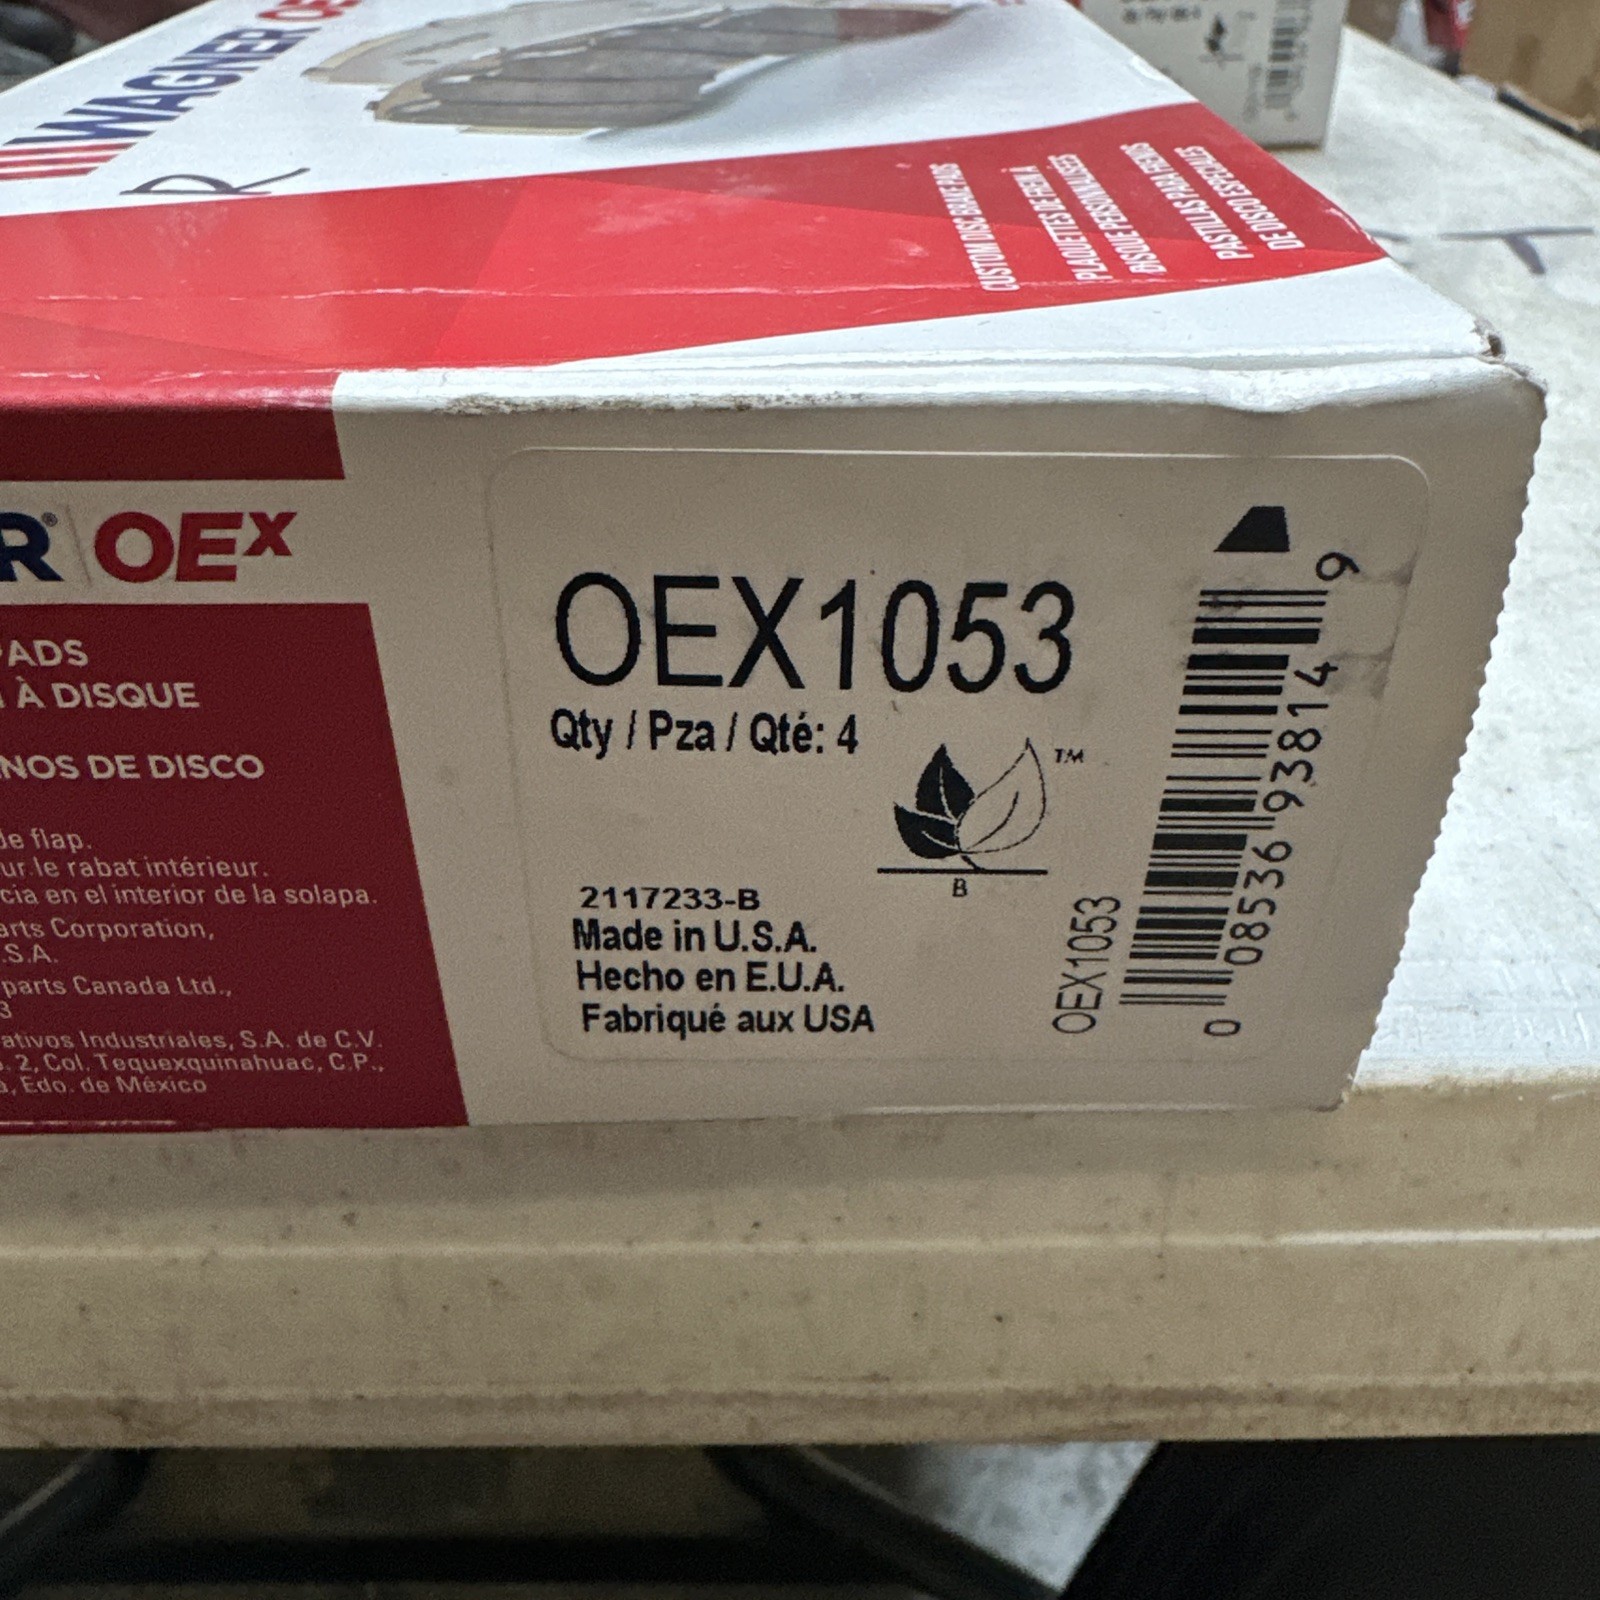 WAGNER OE
R
CUSTOM DISC BRAKE PADS
PLAQUETTES DE FREIN À
DISQUE PERSONNALISÉES
PASTILLAS PARA FRENOS
DE DISCO ESPECIALES
R® OEX
PADS
À DISQUE
NOS DE DISCO
de flap.
ur le rabat intérieur.
cia en el interior de la solapa.
arts Corporation,
.S.A.
parts Canada Ltd.,
3
ativos Industriales, S.A. de C.V.
. 2, Col. Tequexquinahuac, C.P.,
a, Edo. de México
OEX1053
Qty / Pza / Qté: 4
TM
B
2117233-B
Made in U.S.A.
Hecho en E.U.A.
Fabriqué aux USA
OEX1053
0 08536 93814 9